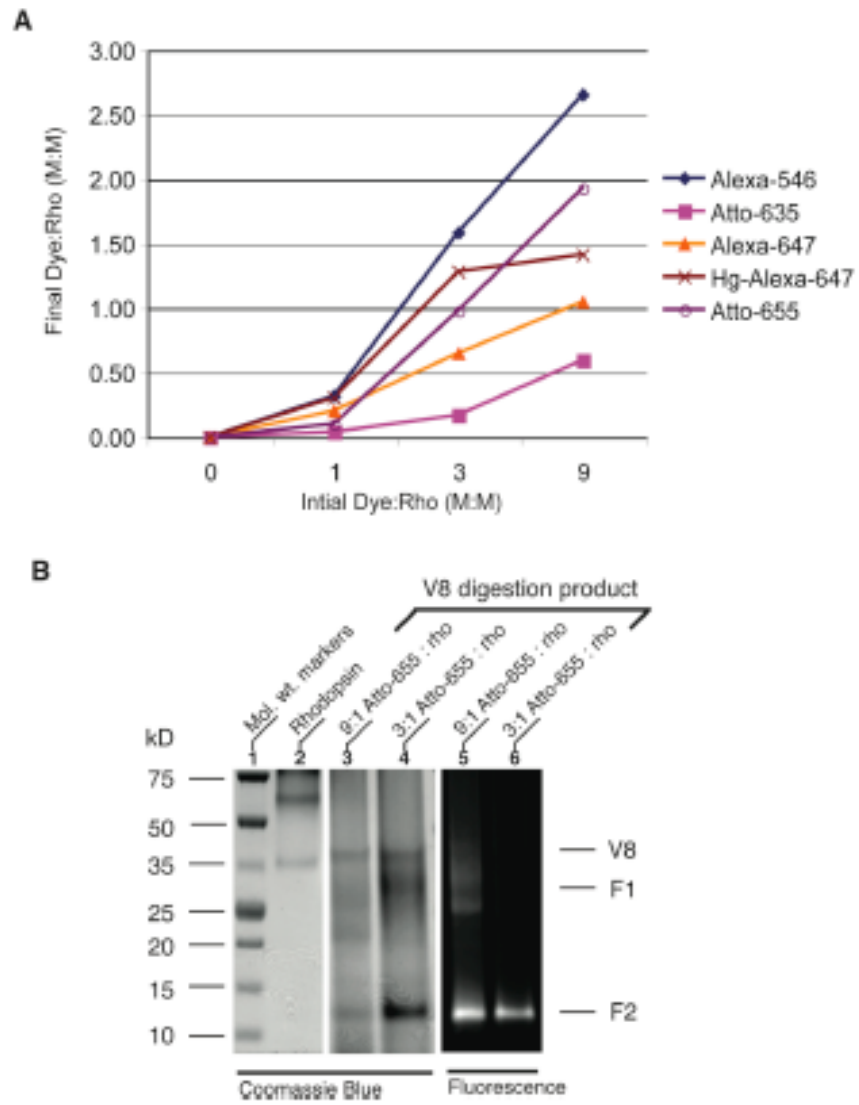 A
3.00
2.50
2.00
1.50
1.00
0.50
0.00
Final Dye:Rho (M:M)
0 1 3 9
Intial Dye:Rho (M:M)
Alexa-546
Atto-635
Alexa-647
Hg-Alexa-647
Atto-655
B
V8 digestion product
Mol. wt. markers
Rhodopsin
9:1 Atto-655 : rho
3:1 Atto-655 : rho
9:1 Atto-655 : rho
3:1 Atto-655 : rho
kD
1 2 3 4 5 6
75
50
35
25
20
15
10
V8
F1
F2
Coomassie Blue
Fluorescence